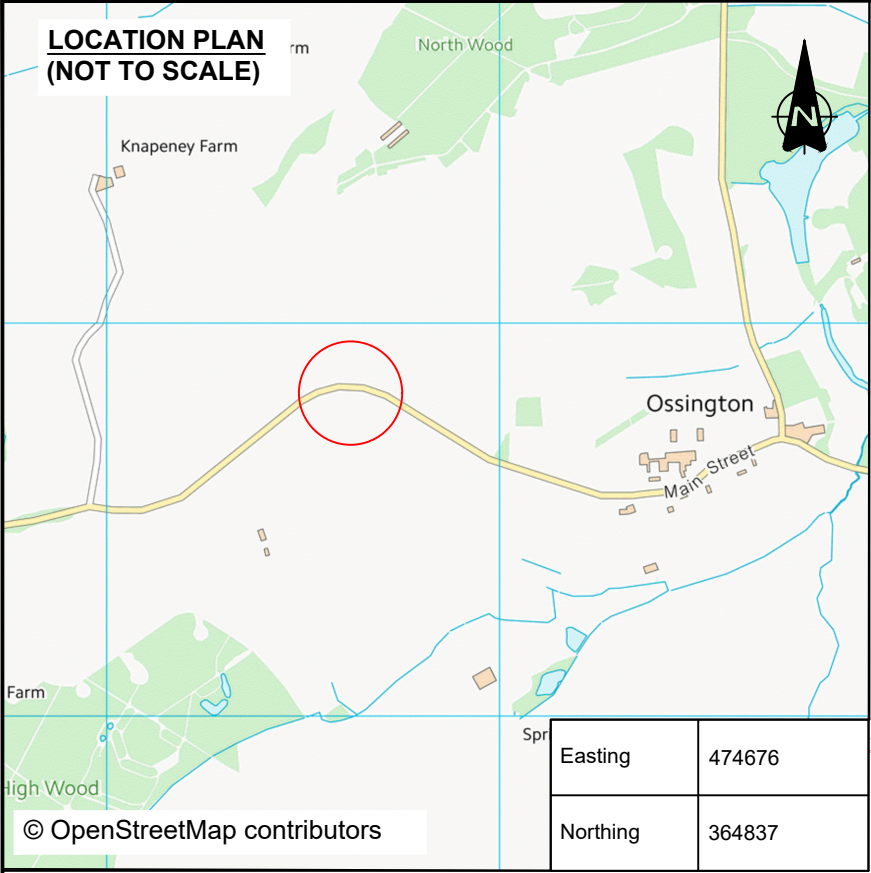 LOCATION PLAN
(NOT TO SCALE)
rm
North Wood
N
Knapeney Farm
Ossington
Main Street
Farm
Spr
High Wood
Easting 474676
Northing 364837
© OpenStreetMap contributors